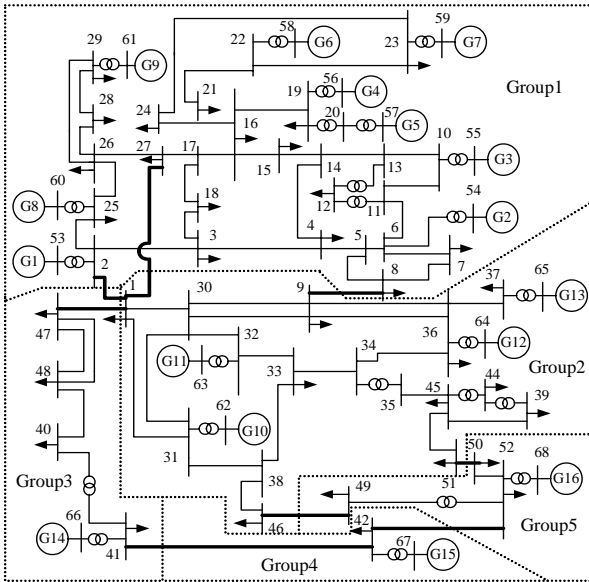 29 61 G9
22 58 G6
59 23 G7
Group1
28
24 21
19 56 G4
16
20 57 G5
26 27 17 15 14 13 10 55 G3
60 G8 25
18
12 11
54 G2
53 G1 2
3 4 5 6 7
8
1 30 9 37 65 G13
47
32 34 36 64 G12
48 G11 63 33 Group2
44
35 45 39
40
62 G10
31
50 52
38 68 G16
Group3
49 51
66 G14 46 42 Group5
41 Group4 67 G15